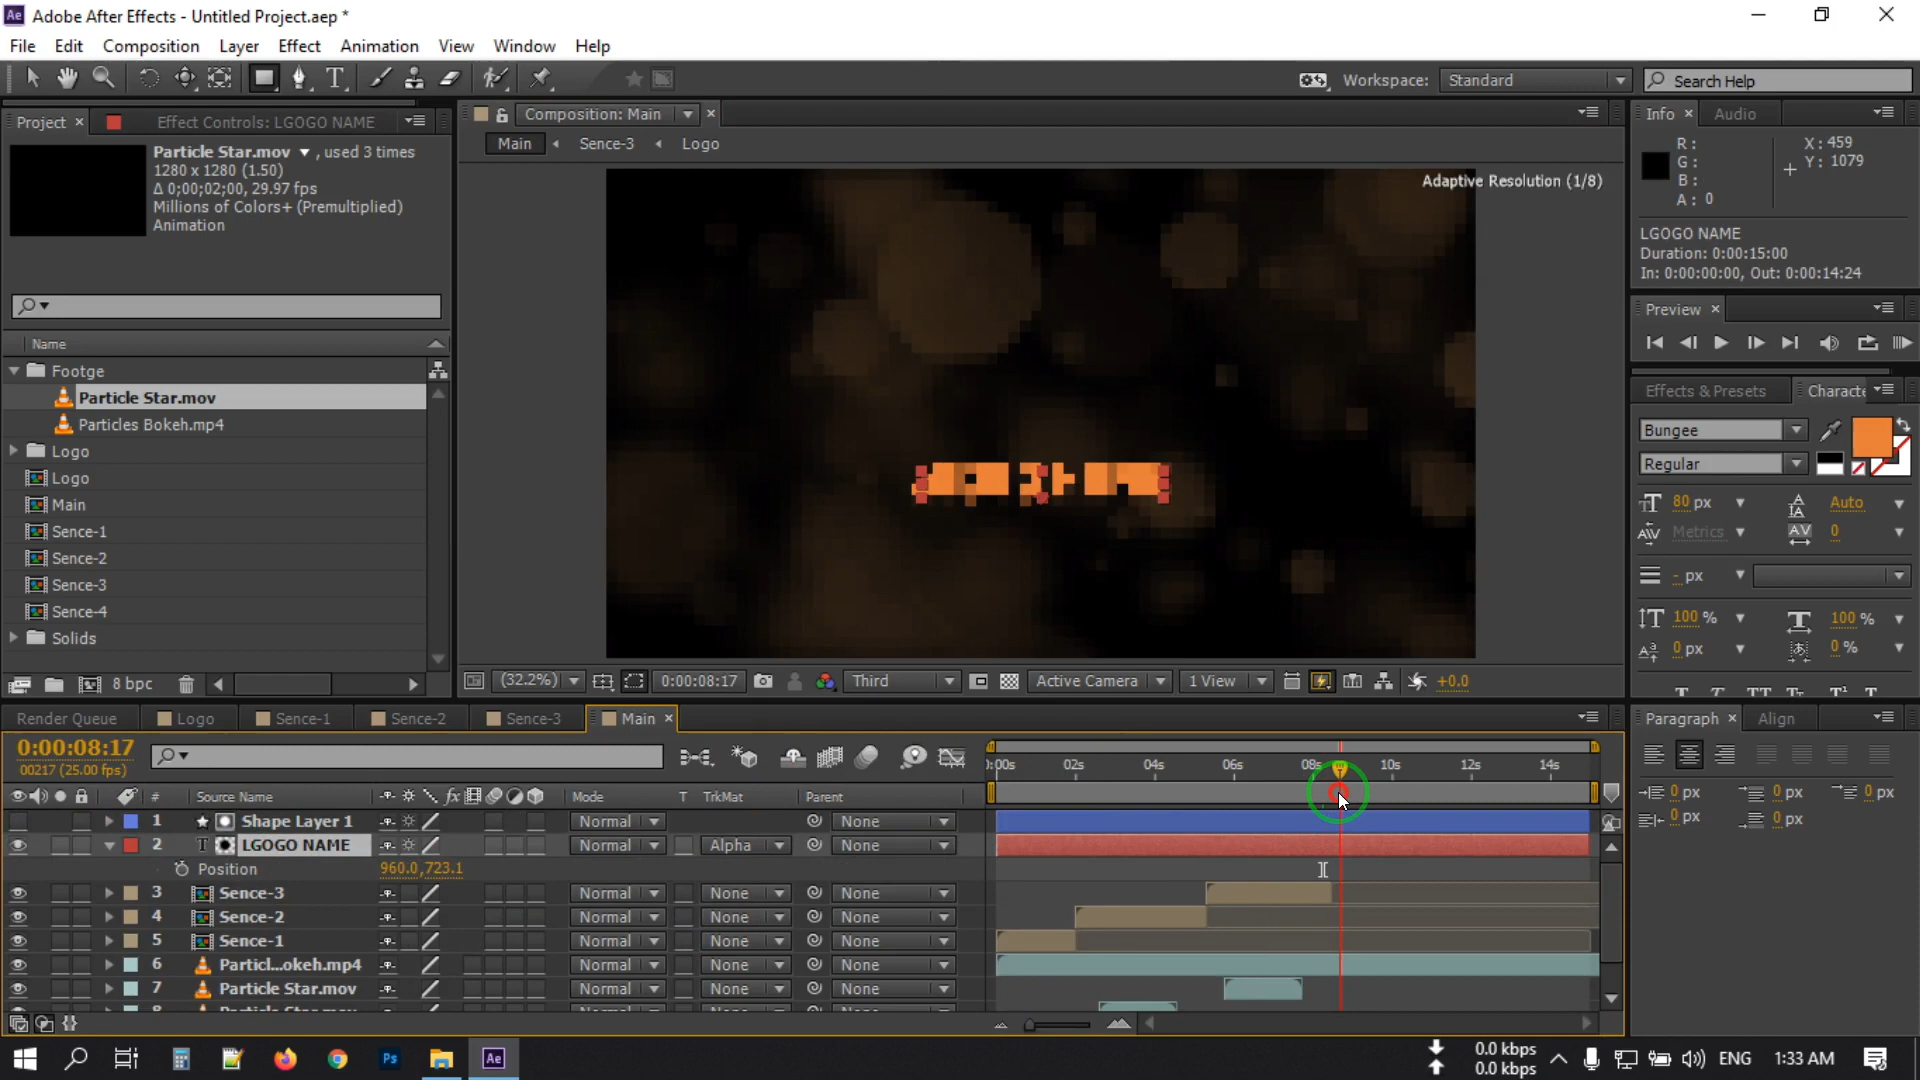 Adobe After Effects - Untitled Project.aep *
File Edit Composition Layer Effect Animation View Window Help
Workspace: Standard Search Help
Project Effect Controls: LGOGO NAME
Particle Star.mov , used 3 times
1280 x 1280 (1.50)
Δ 0;00;02;00, 29.97 fps
Millions of Colors+ (Premultiplied)
Animation
Name
Footge
Particle Star.mov
Particles Bokeh.mp4
Logo
Logo
Main
Sence-1
Sence-2
Sence-3
Sence-4
Solids
8 bpc
Composition: Main
Main Sence-3 Logo
Adaptive Resolution (1/8)
(32.2%) 0:00:08:17 Third Active Camera 1 View +0.0
Info Audio
R: X: 459
G: Y: 1079
B:
A: 0
LGOGO NAME
Duration: 0:00:15:00
In: 0:00:00:00, Out: 0:00:14:24
Preview
Effects & Presets Characte
Bungee
Regular
80 px Auto
Metrics 0
- px
100 % 100 %
0 px 0 %
Render Queue Logo Sence-1 Sence-2 Sence-3 Main
0:00:08:17
00217 (25.00 fps)
0:00s 02s 04s 06s 08s 10s 12s 14s
# Source Name Mode T TrkMat Parent
1 Shape Layer 1 Normal None
2 LGOGO NAME Normal Alpha None
Position 960.0,723.1
3 Sence-3 Normal None None
4 Sence-2 Normal None None
5 Sence-1 Normal None None
6 Particl...okeh.mp4 Normal None None
7 Particle Star.mov Normal None None
Paragraph Align
0 px 0 px 0 px
0 px 0 px
0.0 kbps
0.0 kbps
ENG 1:33 AM